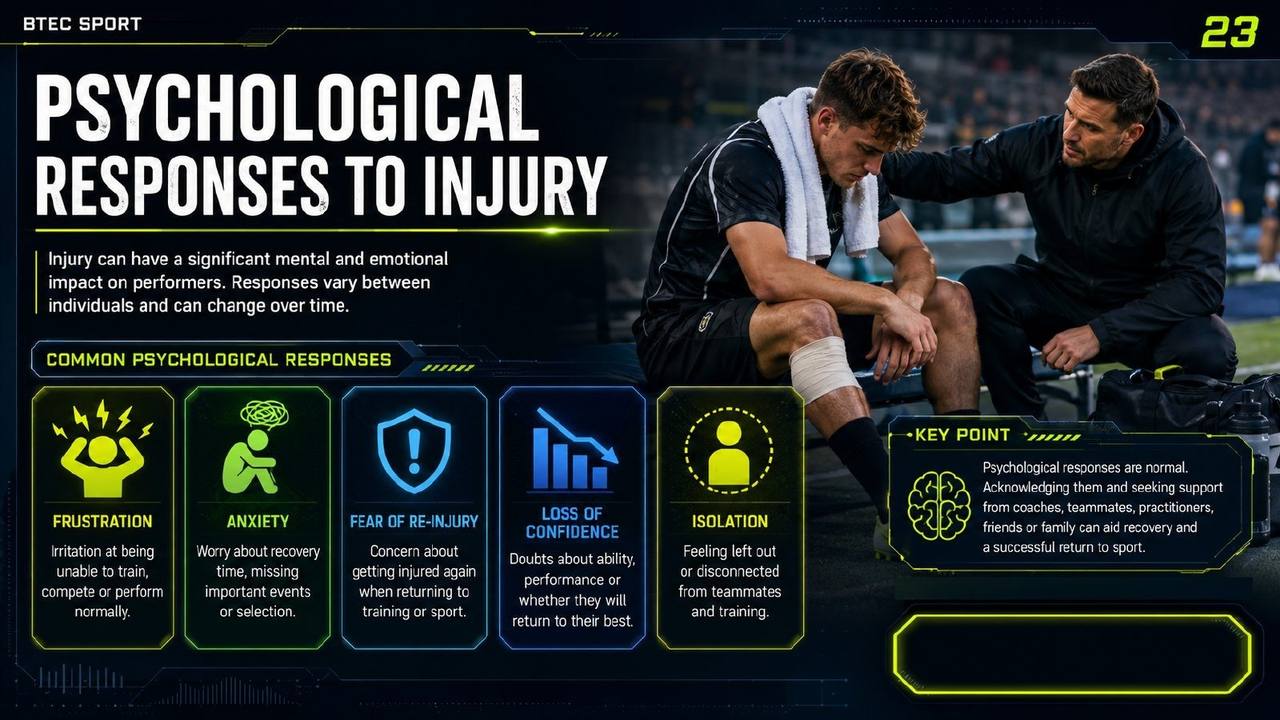 BTEC SPORT
23
PSYCHOLOGICAL
RESPONSES TO INJURY
Injury can have a significant mental and emotional
impact on performers. Responses vary between
individuals and can change over time.
COMMON PSYCHOLOGICAL RESPONSES
FRUSTRATION
Irritation at being
unable to train,
compete or perform
normally.
ANXIETY
Worry about recovery
time, missing
important events
or selection.
FEAR OF RE-INJURY
Concern about
getting injured again
when returning to
training or sport.
LOSS OF
CONFIDENCE
Doubts about ability,
performance or
whether they will
return to their best.
ISOLATION
Feeling left out
or disconnected
from teammates
and training.
KEY POINT
Psychological responses are normal.
Acknowledging them and seeking support
from coaches, teammates, practitioners,
friends or family can aid recovery and
a successful return to sport.